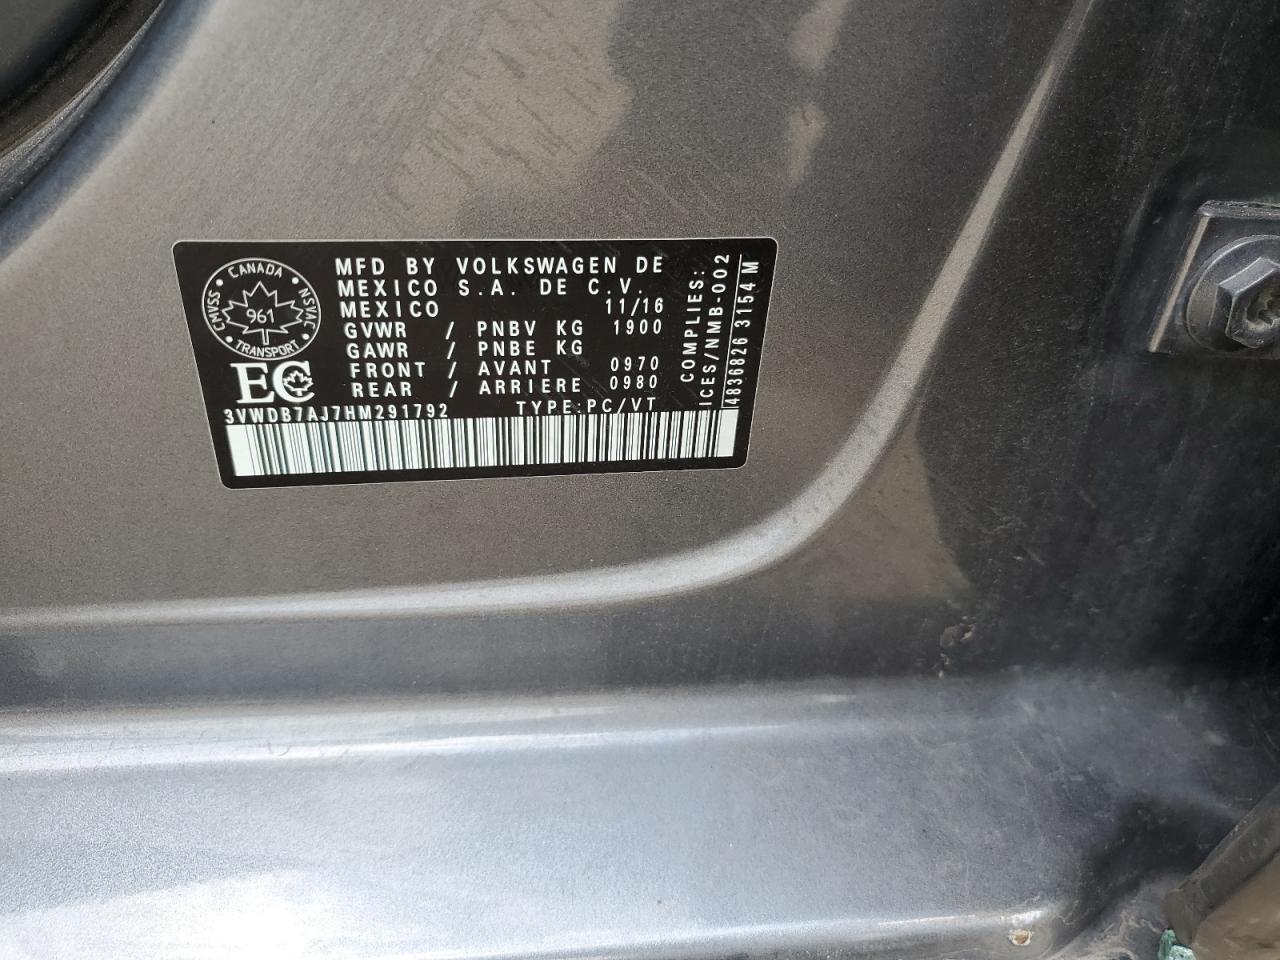 CANADA
CMVSS
961
NSVAC
TRANSPORT
EC
MFD BY VOLKSWAGEN DE
MEXICO S.A. DE C.V.
MEXICO 11/16
GVWR / PNBV KG 1900
GAWR / PNBE KG
FRONT / AVANT 0970
REAR / ARRIERE 0980
3VWDB7AJ7HM291792 TYPE:PC/VT
COMPLIES:
ICES/NMB-002
4836826 3154 M